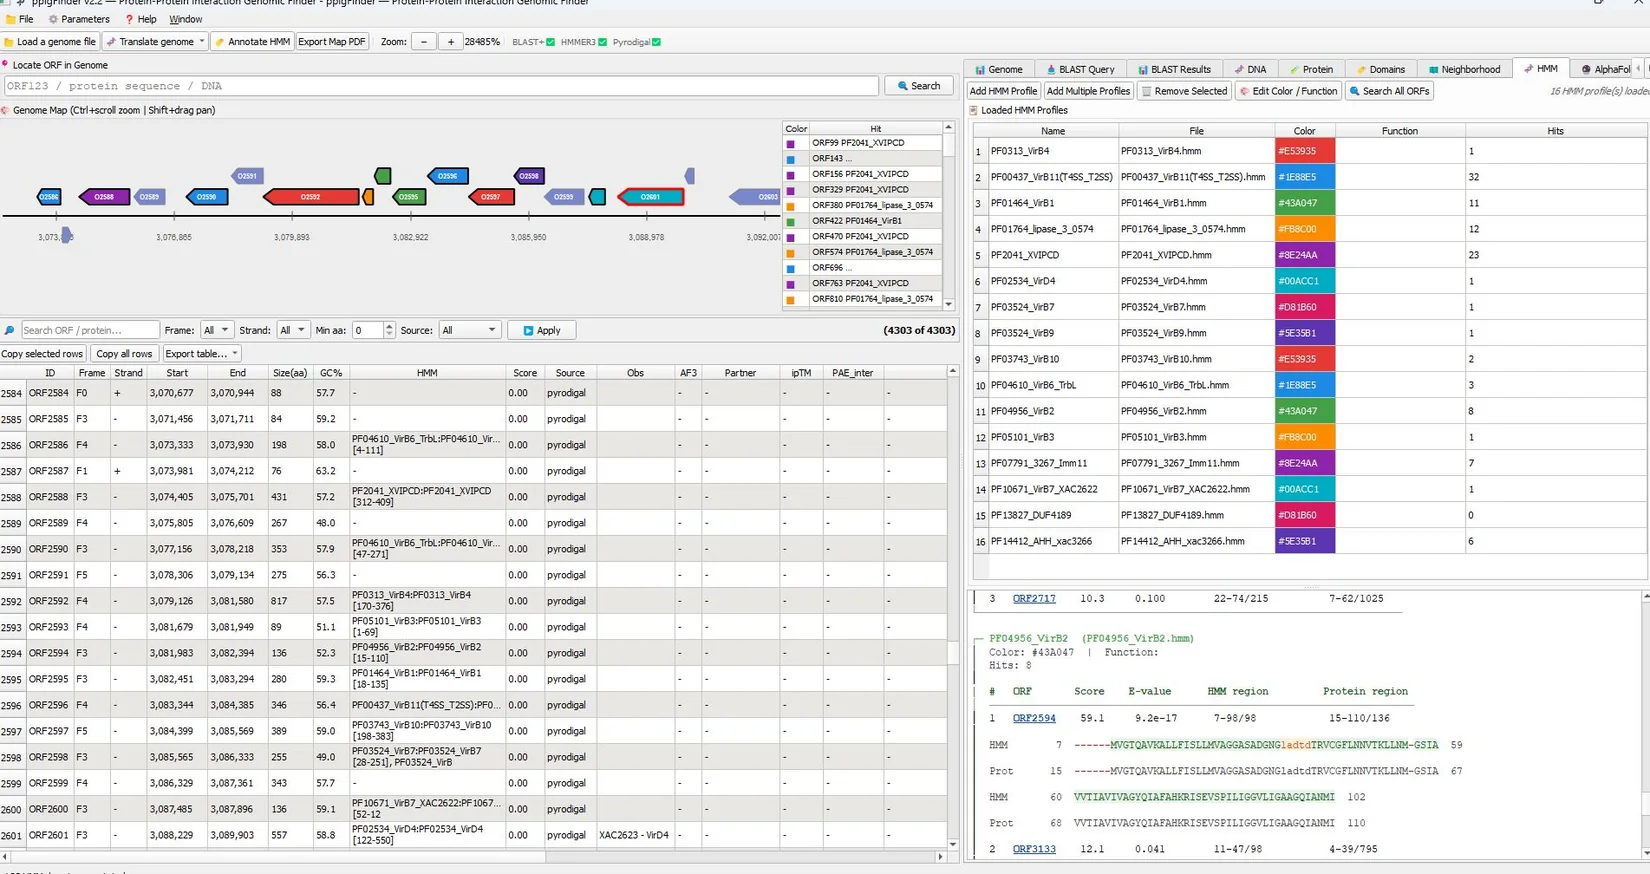 ppigFinder v2.2 — Protein-Protein Interaction Genomic Finder - ppigFinder — Protein-Protein Interaction Genomic Finder
File Parameters ? Help Window
Load a genome file Translate genome Annotate HMM Export Map PDF Zoom: − + 28485% BLAST+ HMMER3 Pyrodigal
Locate ORF in Genome
ORF123 / protein sequence / DNA Search
Genome Map (Ctrl+scroll zoom | Shift+drag pan)
O2591 O2596 O2598
O2586 O2588 O2589 O2590 O2592 O2595 O2597 O2599 O2601 O2603
3,076,865 3,079,893 3,082,922 3,085,950 3,088,978 3,092,007
Color Hit
ORF99 PF2041_XVIPCD
ORF143 ...
ORF156 PF2041_XVIPCD
ORF329 PF2041_XVIPCD
ORF380 PF01764_lipase_3_0574
ORF422 PF01464_VirB1
ORF470 PF2041_XVIPCD
ORF574 PF01764_lipase_3_0574
ORF696 ...
ORF763 PF2041_XVIPCD
ORF810 PF01764_lipase_3_0574
Search ORF / protein... Frame: All Strand: All Min aa: 0 Source: All Apply (4303 of 4303)
Copy selected rows Copy all rows Export table...
ID Frame Strand Start End Size(aa) GC% HMM Score Source Obs AF3 Partner ipTM PAE_inter
2584 ORF2584 F0 + 3,070,677 3,070,944 88 57.7 - 0.00 pyrodigal - - - - -
2585 ORF2585 F3 - 3,071,456 3,071,711 84 59.2 - 0.00 pyrodigal - - - - -
2586 ORF2586 F4 - 3,073,333 3,073,930 198 58.0 PF04610_VirB6_TrbL:PF04610_Vir... [4-111] 0.00 pyrodigal - - - - -
2587 ORF2587 F1 + 3,073,981 3,074,212 76 63.2 - 0.00 pyrodigal - - - - -
2588 ORF2588 F3 - 3,074,405 3,075,701 431 57.2 PF2041_XVIPCD:PF2041_XVIPCD [312-409] 0.00 pyrodigal - - - - -
2589 ORF2589 F4 - 3,075,805 3,076,609 267 48.0 - 0.00 pyrodigal - - - - -
2590 ORF2590 F3 - 3,077,156 3,078,218 353 57.9 PF04610_VirB6_TrbL:PF04610_Vir... [47-271] 0.00 pyrodigal - - - - -
2591 ORF2591 F5 - 3,078,306 3,079,134 275 56.3 - 0.00 pyrodigal - - - - -
2592 ORF2592 F4 - 3,079,126 3,081,580 817 57.5 PF0313_VirB4:PF0313_VirB4 [170-376] 0.00 pyrodigal - - - - -
2593 ORF2593 F4 - 3,081,679 3,081,949 89 51.1 PF05101_VirB3:PF05101_VirB3 [1-69] 0.00 pyrodigal - - - - -
2594 ORF2594 F3 - 3,081,983 3,082,394 136 52.3 PF04956_VirB2:PF04956_VirB2 [15-110] 0.00 pyrodigal - - - - -
2595 ORF2595 F3 - 3,082,451 3,083,294 280 59.3 PF01464_VirB1:PF01464_VirB1 [18-135] 0.00 pyrodigal - - - - -
2596 ORF2596 F4 - 3,083,344 3,084,385 346 56.4 PF00437_VirB11(T4SS_T2SS):PF0... 0.00 pyrodigal - - - - -
2597 ORF2597 F5 - 3,084,399 3,085,569 389 59.0 PF03743_VirB10:PF03743_VirB10 [198-383] 0.00 pyrodigal - - - - -
2598 ORF2598 F3 - 3,085,565 3,086,333 255 49.0 PF03524_VirB7:PF03524_VirB7 [28-251], PF03524_VirB 0.00 pyrodigal - - - - -
2599 ORF2599 F4 - 3,086,329 3,087,361 343 57.7 - 0.00 pyrodigal - - - - -
2600 ORF2600 F3 - 3,087,485 3,087,896 136 59.1 PF10671_VirB7_XAC2622:PF1067... [52-12 0.00 pyrodigal - - - - -
2601 ORF2601 F3 - 3,088,229 3,089,903 557 58.8 PF02534_VirD4:PF02534_VirD4 [122-550] 0.00 pyrodigal XAC2623 - VirD4 - - - -
Genome BLAST Query BLAST Results DNA Protein Domains Neighborhood HMM AlphaFol
Add HMM Profile Add Multiple Profiles Remove Selected Edit Color / Function Search All ORFs 16 HMM profile(s) loaded
Loaded HMM Profiles
Name File Color Function Hits
1 PF0313_VirB4 PF0313_VirB4.hmm #E53935 1
2 PF00437_VirB11(T4SS_T2SS) PF00437_VirB11(T4SS_T2SS).hmm #1E88E5 32
3 PF01464_VirB1 PF01464_VirB1.hmm #43A047 11
4 PF01764_lipase_3_0574 PF01764_lipase_3_0574.hmm #FB8C00 12
5 PF2041_XVIPCD PF2041_XVIPCD.hmm #8E24AA 23
6 PF02534_VirD4 PF02534_VirD4.hmm #00ACC1 1
7 PF03524_VirB7 PF03524_VirB7.hmm #D81B60 1
8 PF03524_VirB9 PF03524_VirB9.hmm #5E35B1 1
9 PF03743_VirB10 PF03743_VirB10.hmm #E53935 2
10 PF04610_VirB6_TrbL PF04610_VirB6_TrbL.hmm #1E88E5 3
11 PF04956_VirB2 PF04956_VirB2.hmm #43A047 8
12 PF05101_VirB3 PF05101_VirB3.hmm #FB8C00 1
13 PF07791_3267_Imm11 PF07791_3267_Imm11.hmm #8E24AA 7
14 PF10671_VirB7_XAC2622 PF10671_VirB7_XAC2622.hmm #00ACC1 1
15 PF13827_DUF4189 PF13827_DUF4189.hmm #D81B60 0
16 PF14412_AHH_xac3266 PF14412_AHH_xac3266.hmm #5E35B1 6
3 ORF2717 10.3 0.100 22-74/215 7-62/1025
PF04956_VirB2 (PF04956_VirB2.hmm)
Color: #43A047 | Function:
Hits: 8
# ORF Score E-value HMM region Protein region
1 ORF2594 59.1 9.2e-17 7-98/98 15-110/136
HMM 7 ------MVGTQAVKALLFISLLMVAGGASADGNGladtdTRVCGFLNNVTKLLNM-GSIA 59
Prot 15 ------MVGTQAVKALLFISLLMVAGGASADGNGladtdTRVCGFLNNVTKLLNM-GSIA 67
HMM 60 VVTIAVIVAGYQIAFAHKRISEVSPILIGGVLIGAAGQIANMI 102
Prot 68 VVTIAVIVAGYQIAFAHKRISEVSPILIGGVLIGAAGQIANMI 110
2 ORF3133 12.1 0.041 11-47/98 4-39/795